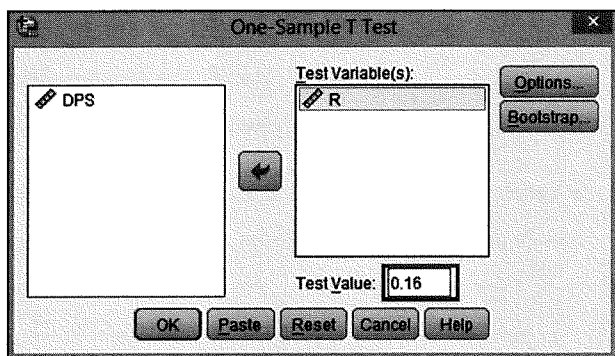 One-Sample T Test
Test Variable(s):
DPS
R
Options...
Bootstrap...
Test Value: 0.16
OK Paste Reset Cancel Help